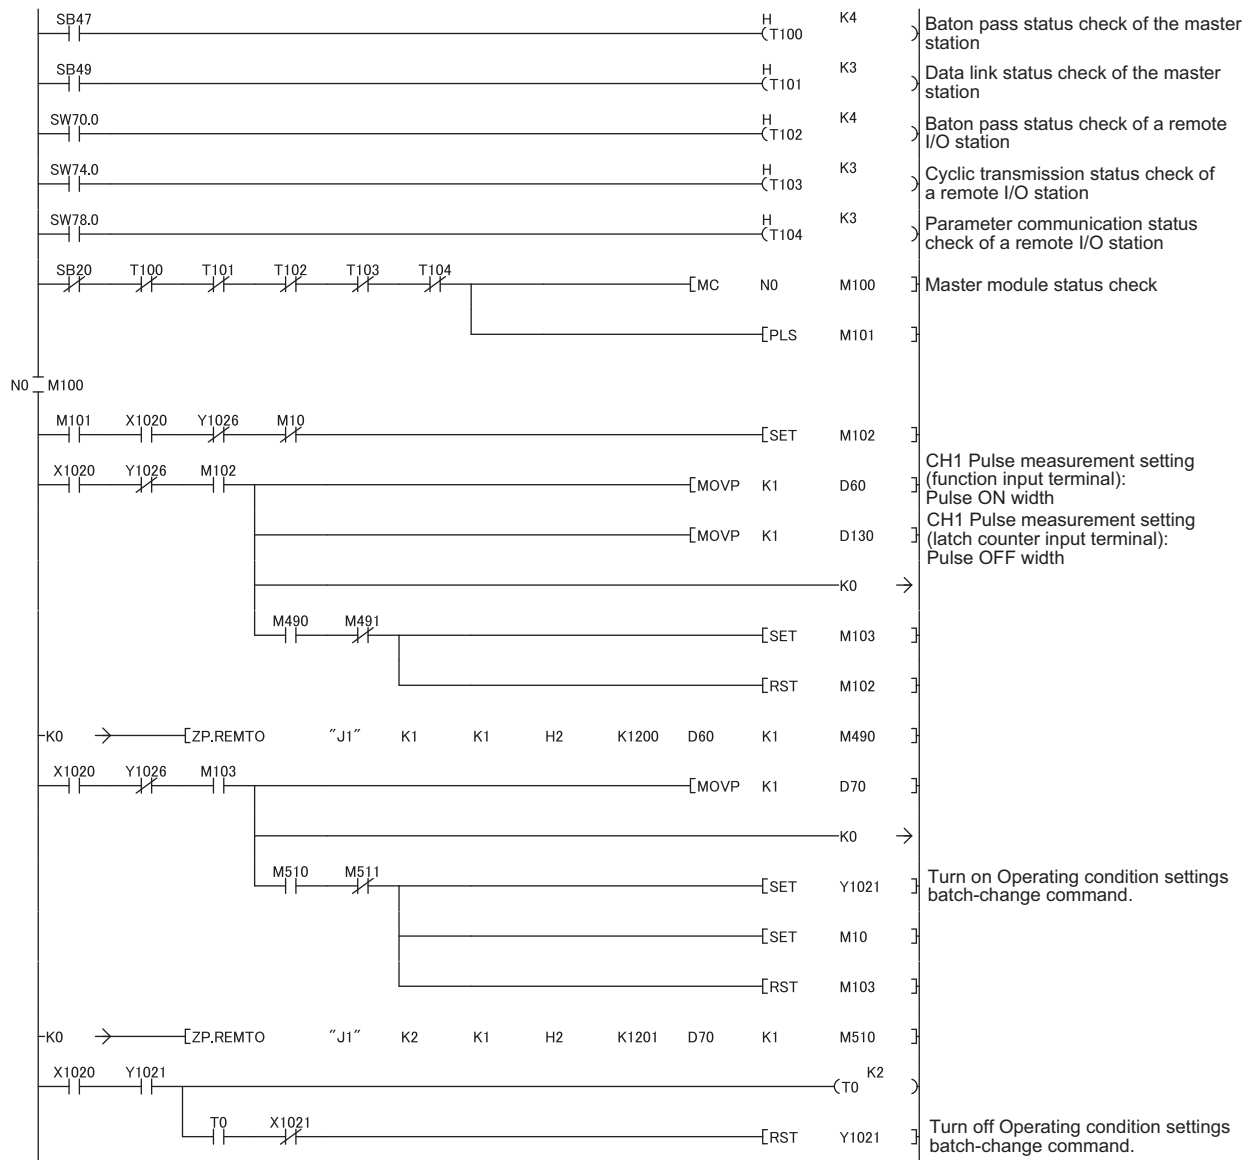 SB47 H K4
T100
Baton pass status check of the master
station
SB49 H K3
T101
Data link status check of the master
station
SW70.0 H K4
T102
Baton pass status check of a remote
I/O station
SW74.0 H K3
T103
Cyclic transmission status check of
a remote I/O station
SW78.0 H K3
T104
Parameter communication status
check of a remote I/O station
SB20 T100 T101 T102 T103 T104
MC N0 M100
Master module status check
PLS M101
N0 M100
M101 X1020 Y1026 M10
SET M102
X1020 Y1026 M102
MOVP K1 D60
CH1 Pulse measurement setting
(function input terminal):
Pulse ON width
MOVP K1 D130
CH1 Pulse measurement setting
(latch counter input terminal):
Pulse OFF width
K0
M490 M491
SET M103
RST M102
K0 ZP.REMTO "J1" K1 K1 H2 K1200 D60 K1 M490
X1020 Y1026 M103
MOVP K1 D70
K0
M510 M511
SET Y1021
Turn on Operating condition settings
batch-change command.
SET M10
RST M103
K0 ZP.REMTO "J1" K2 K1 H2 K1201 D70 K1 M510
X1020 Y1021 K2
T0
T0 X1021
RST Y1021
Turn off Operating condition settings
batch-change command.